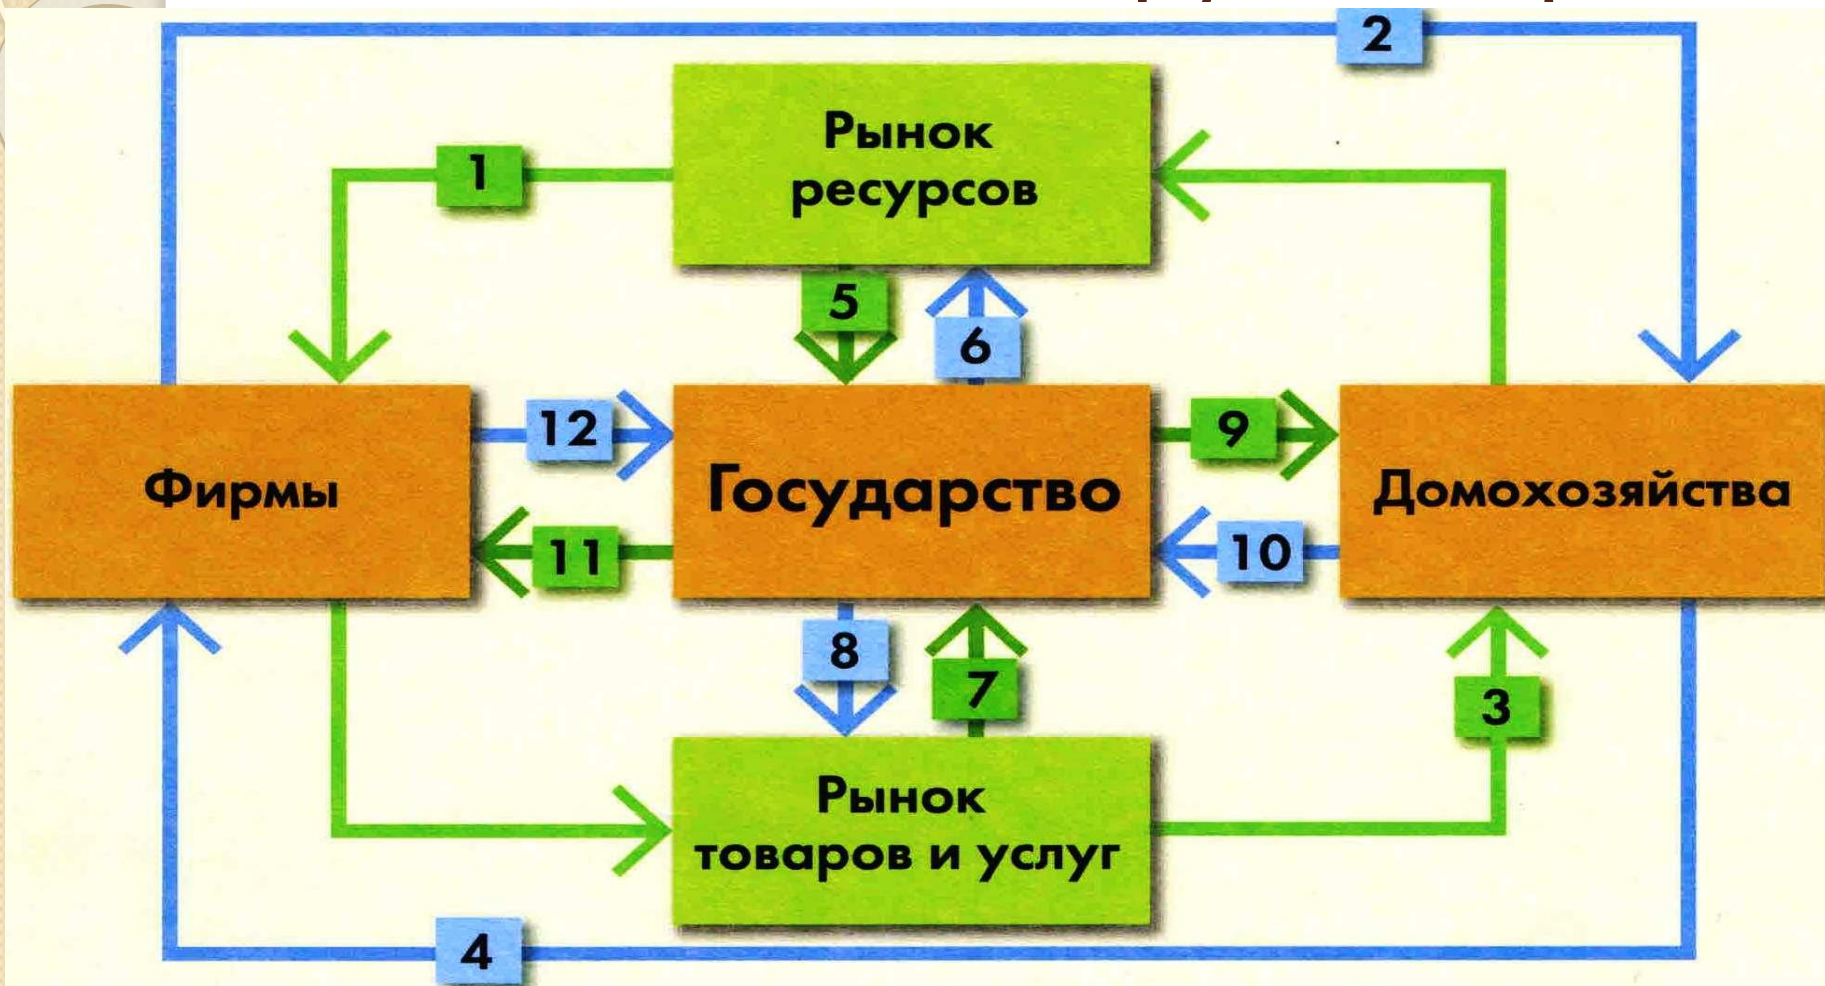 2
Рынок
ресурсов
1
5
6
12
9
Фирмы
Государство
Домохозяйства
11
10
8
7
3
Рынок
товаров и услуг
4